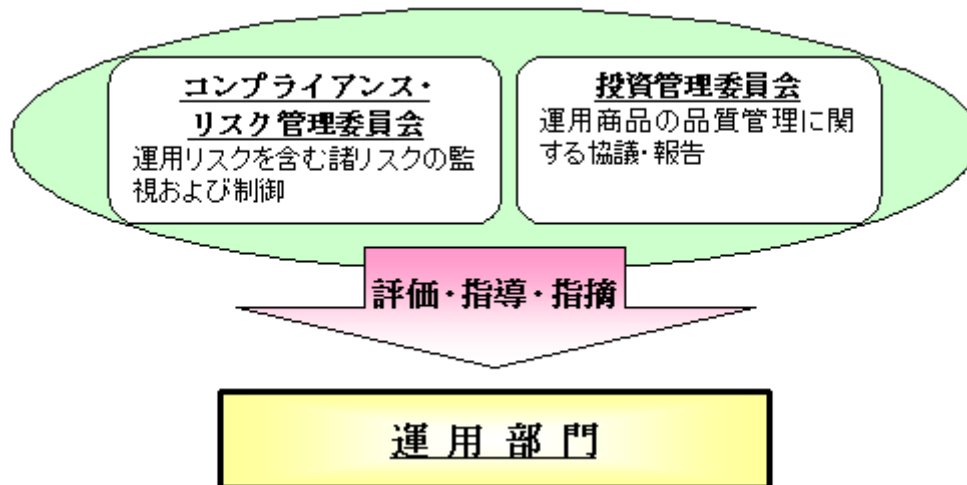 コンプライアンス・
リスク管理委員会
運用リスクを含む諸リスクの監
視および制御
投資管理委員会
運用商品の品質管理に関
する協議・報告
評価・指導・指摘
運用部門